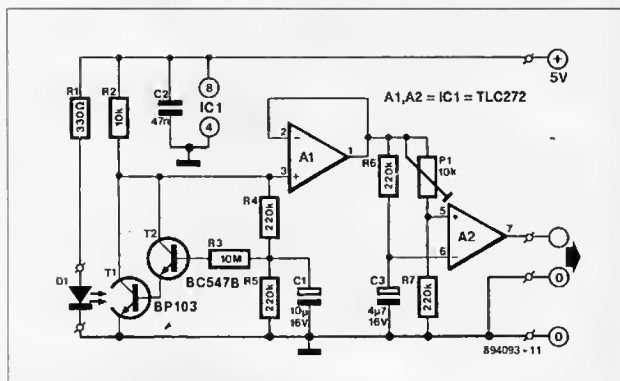 R1
330Ω
R2
10k
C2
47n
8
IC1
4
+
5V
A1,A2 = IC1 = TLC272
2
-
3
+
A1
1
R6
220k
P1
10k
R4
220k
T2
T1
R3
10M
BC547B
BP103
D1
R5
220k
C1
10µ
16V
C3
4µ7
16V
R7
220k
5
+
6
-
A2
7
0
0
894093 - 11